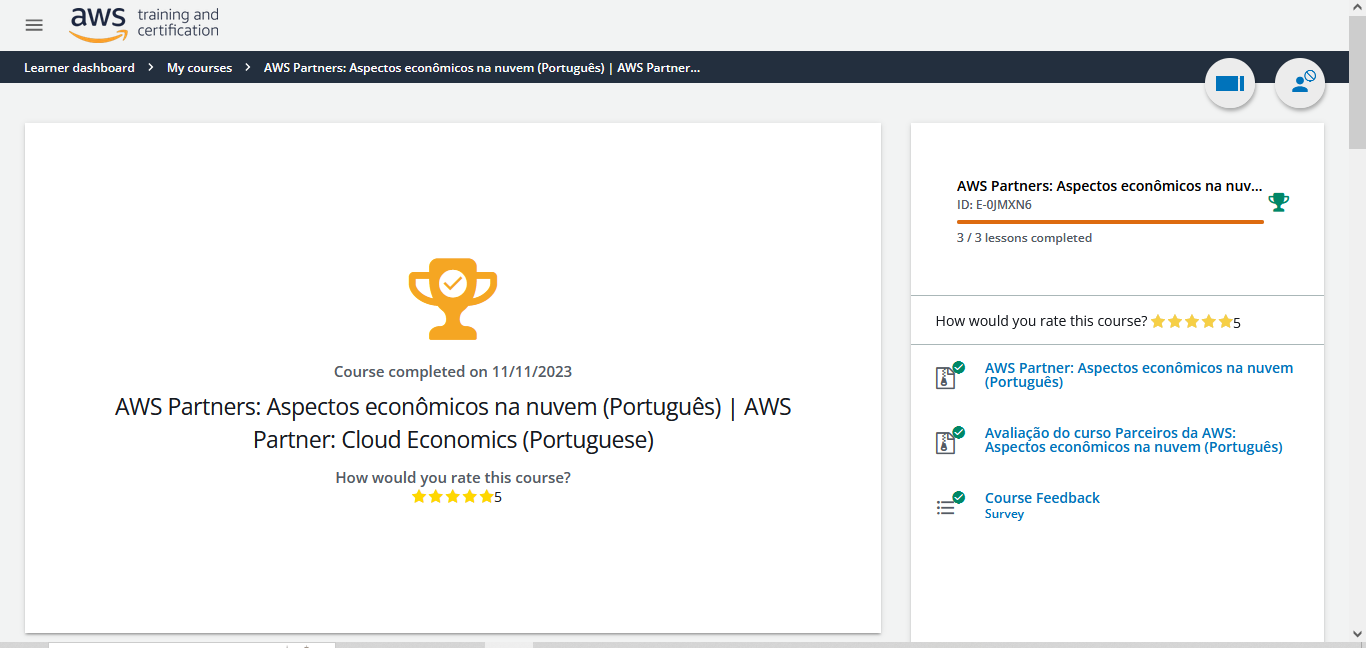 aws training and
certification
Learner dashboard > My courses > AWS Partners: Aspectos econômicos na nuvem (Português) | AWS Partner...
Course completed on 11/11/2023
AWS Partners: Aspectos econômicos na nuvem (Português) | AWS
Partner: Cloud Economics (Portuguese)
How would you rate this course?
5
AWS Partners: Aspectos econômicos na nuv...
ID: E-0JMXN6
3 / 3 lessons completed
How would you rate this course? 5
AWS Partner: Aspectos econômicos na nuvem
(Português)
Avaliação do curso Parceiros da AWS:
Aspectos econômicos na nuvem (Português)
Course Feedback
Survey